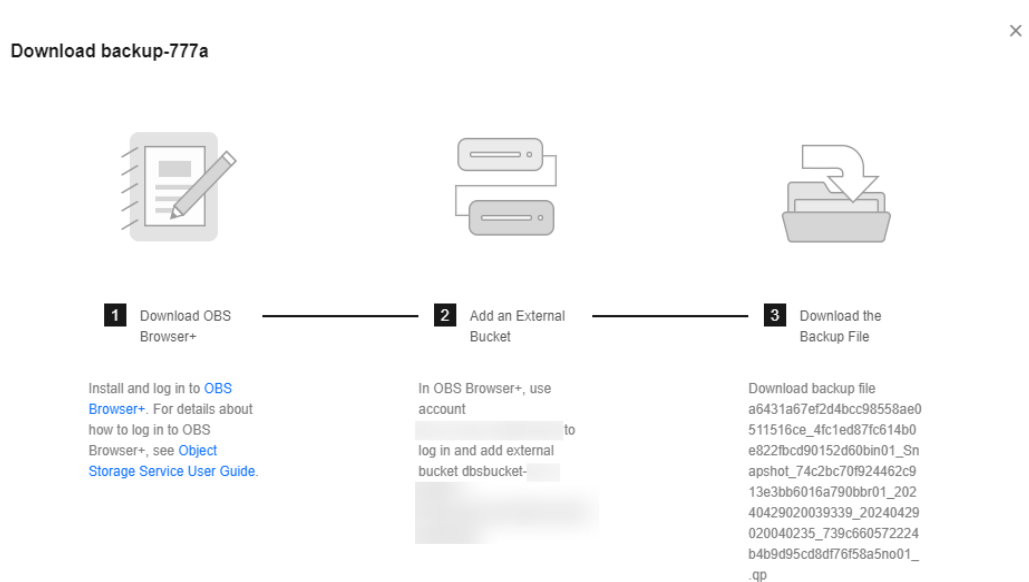 Download backup-777a
1 Download OBS
Browser+
Install and log in to OBS
Browser+. For details about
how to log in to OBS
Browser+, see Object
Storage Service User Guide.
2 Add an External
Bucket
In OBS Browser+, use
account
to
log in and add external
bucket dbsbucket-
3 Download the
Backup File
Download backup file
a6431a67ef2d4bcc98558ae0
511516ce_4fc1ed87fc614b0
e822fbcd90152d60bin01_Sn
apshot_74c2bc70f924462c9
13e3bb6016a790bbr01_202
40429020039339_20240429
020040235_739c660572224
b4b9d95cd8df76f58a5no01_
.qp